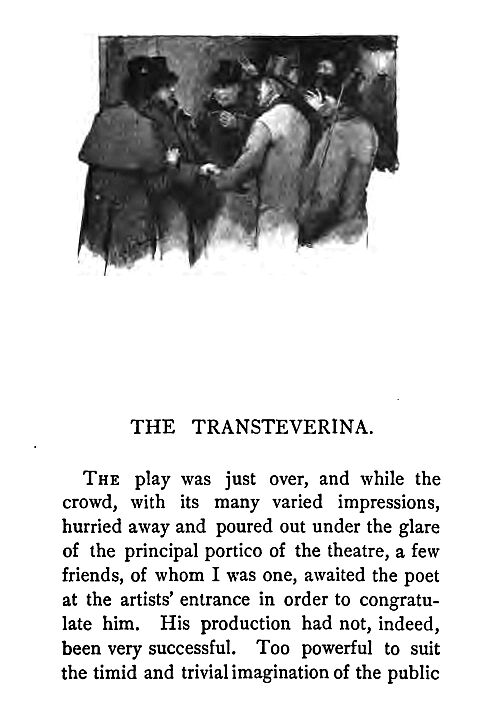 THE TRANSTEVERINA.
THE play was just over, and while the
crowd, with its many varied impressions,
hurried away and poured out under the glare
of the principal portico of the theatre, a few
friends, of whom I was one, awaited the poet
at the artists' entrance in order to congratu-
late him. His production had not, indeed,
been very successful. Too powerful to suit
the timid and trivial imagination of the public